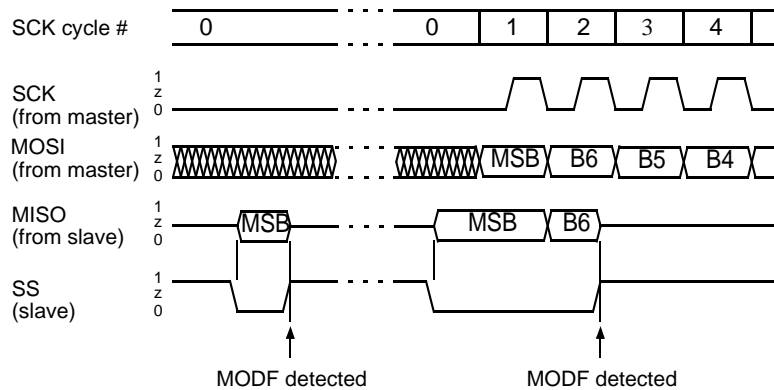 SCK cycle # 0 0 1 2 3 4
SCK
(from master)
1
z
0
MOSI
(from master)
1
z
0
MSB B6 B5 B4
MISO
(from slave)
1
z
0
MSB MSB B6
SS
(slave)
1
z
0
MODF detected MODF detected